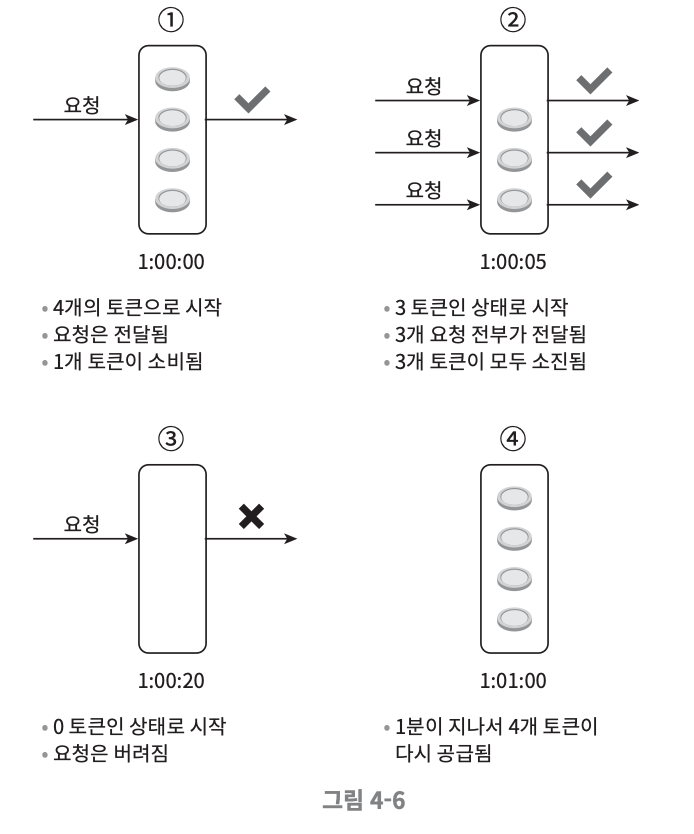 ①
요청
1:00:00
• 4개의 토큰으로 시작
• 요청은 전달됨
• 1개 토큰이 소비됨
②
요청
요청
요청
1:00:05
• 3 토큰인 상태로 시작
• 3개 요청 전부가 전달됨
• 3개 토큰이 모두 소진됨
③
요청
1:00:20
• 0 토큰인 상태로 시작
• 요청은 버려짐
④
1:01:00
• 1분이 지나서 4개 토큰이
다시 공급됨
그림 4-6